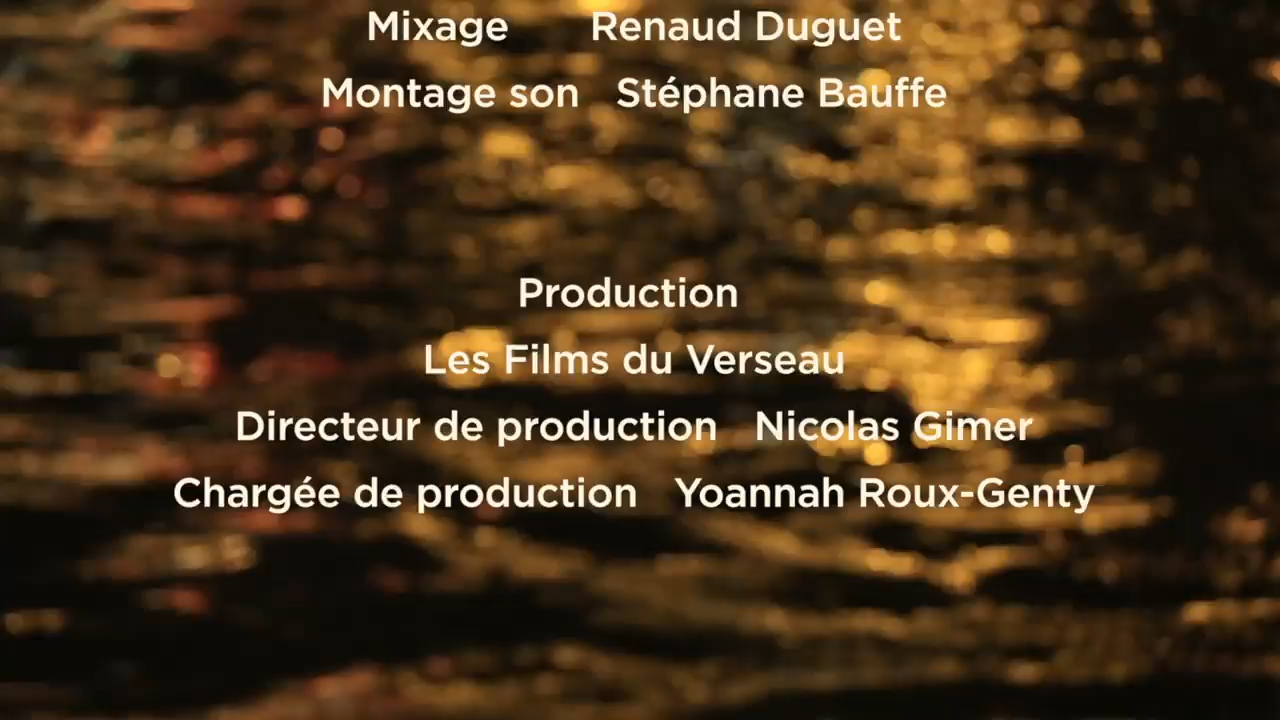 Mixage Renaud Duguet
Montage son Stéphane Bauffe
Production
Les Films du Verseau
Directeur de production Nicolas Gimer
Chargée de production Yoannah Roux-Genty